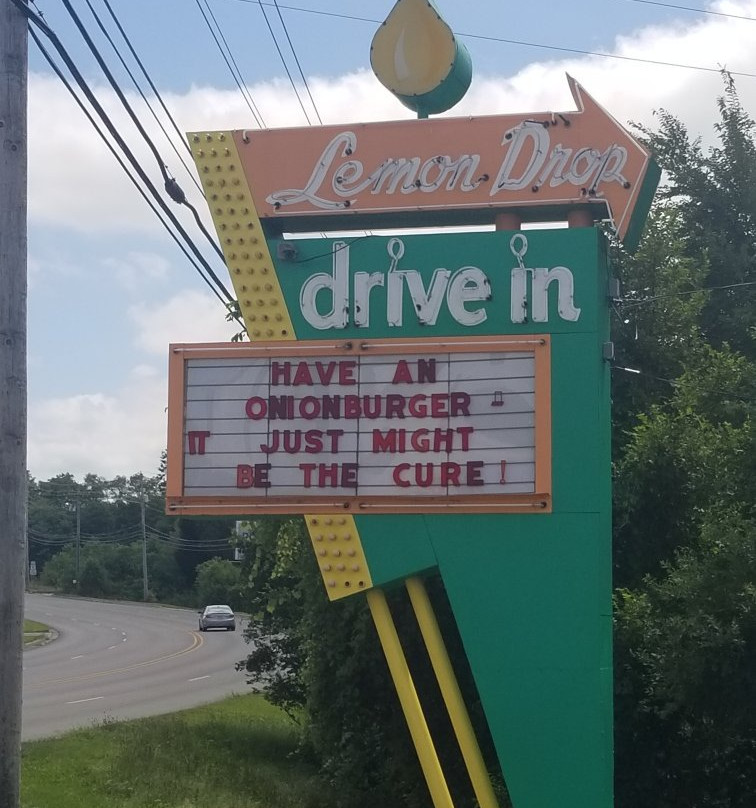 Lemon Drop
drive in
HAVE AN
ONIONBURGER -
IT JUST MIGHT
BE THE CURE!